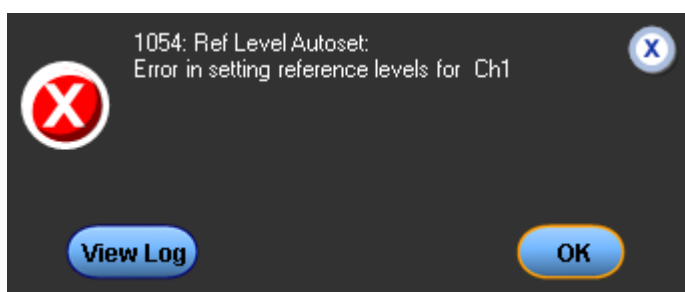 1054: Ref Level Autoset:
Error in setting reference levels for Ch1
X
X
View Log
OK